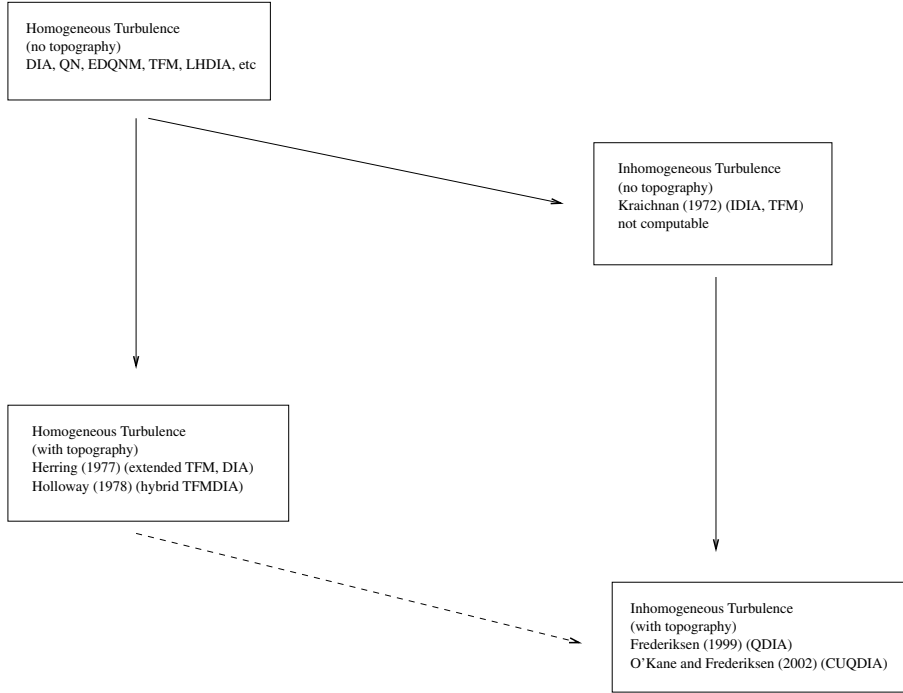 Homogeneous Turbulence
(no topography)
DIA, QN, EDQNM, TFM, LHDIA, etc
Inhomogeneous Turbulence
(no topography)
Kraichnan (1972) (IDIA, TFM)
not computable
Homogeneous Turbulence
(with topography)
Herring (1977) (extended TFM, DIA)
Holloway (1978) (hybrid TFMDIA)
Inhomogeneous Turbulence
(with topography)
Frederiksen (1999) (QDIA)
O'Kane and Frederiksen (2002) (CUQDIA)